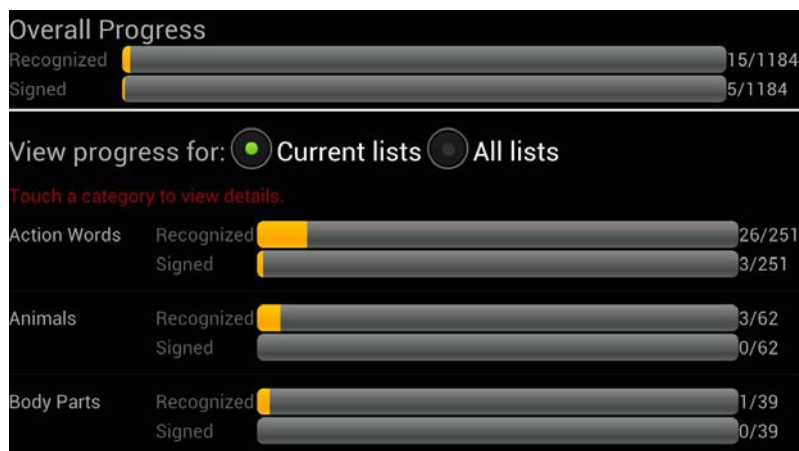 Overall Progress
Recognized 15/1184
Signed 5/1184
View progress for: Current lists All lists
Touch a category to view details.
Action Words Recognized 26/251
Signed 3/251
Animals Recognized 3/62
Signed 0/62
Body Parts Recognized 1/39
Signed 0/39